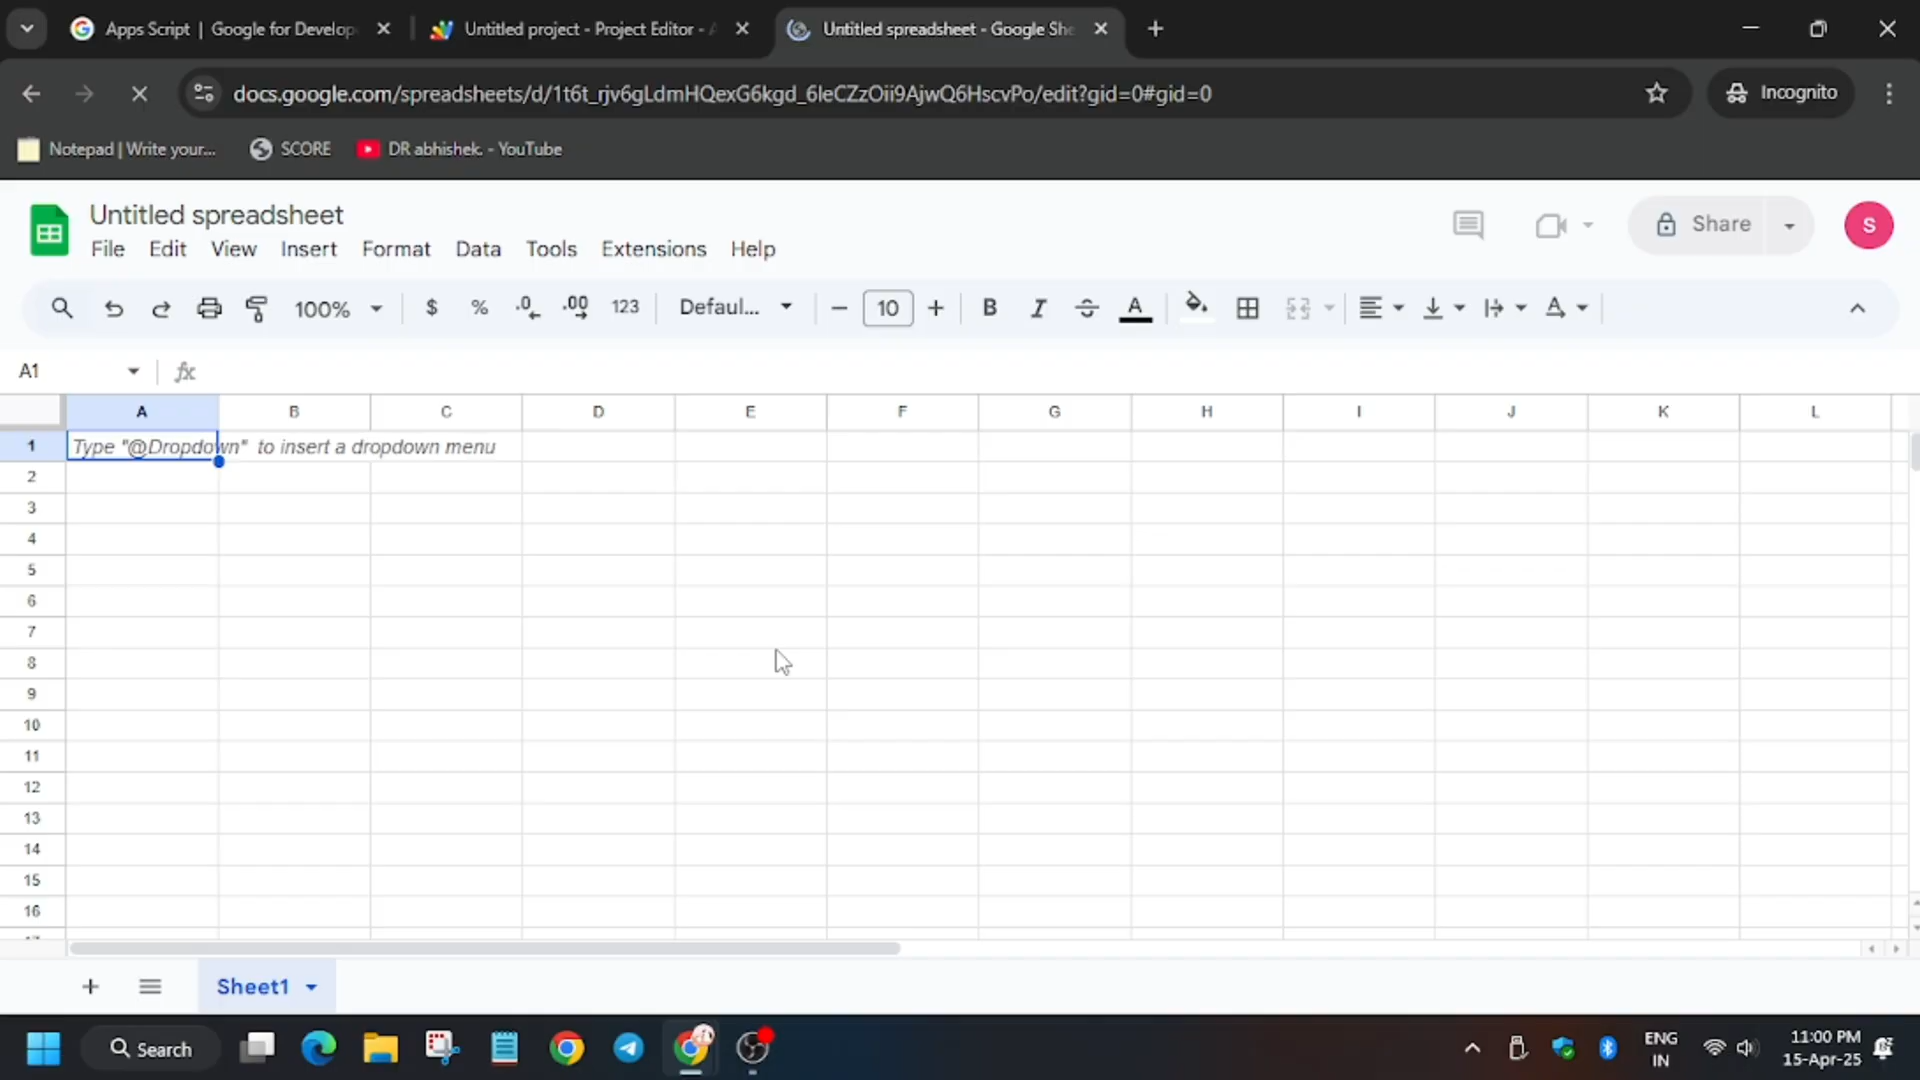 Apps Script | Google for Develop
Untitled project - Project Editor - A
Untitled spreadsheet - Google She
docs.google.com/spreadsheets/d/1t6t_rjv6gLdmHQexG6kgd_6leCZzOii9AjwQ6HscvPo/edit?gid=0#gid=0
Incognito
Notepad | Write your...
SCORE
DR abhishek. - YouTube
Untitled spreadsheet
Share
S
File Edit View Insert Format Data Tools Extensions Help
100% $ % .0 .00 123 Defaul... 10 B I A
A1 fx
A B C D E F G H I J K L
1 Type "@Dropdown" to insert a dropdown menu
2
3
4
5
6
7
8
9
10
11
12
13
14
15
16
Sheet1
Search
ENG
IN
11:00 PM
15-Apr-25